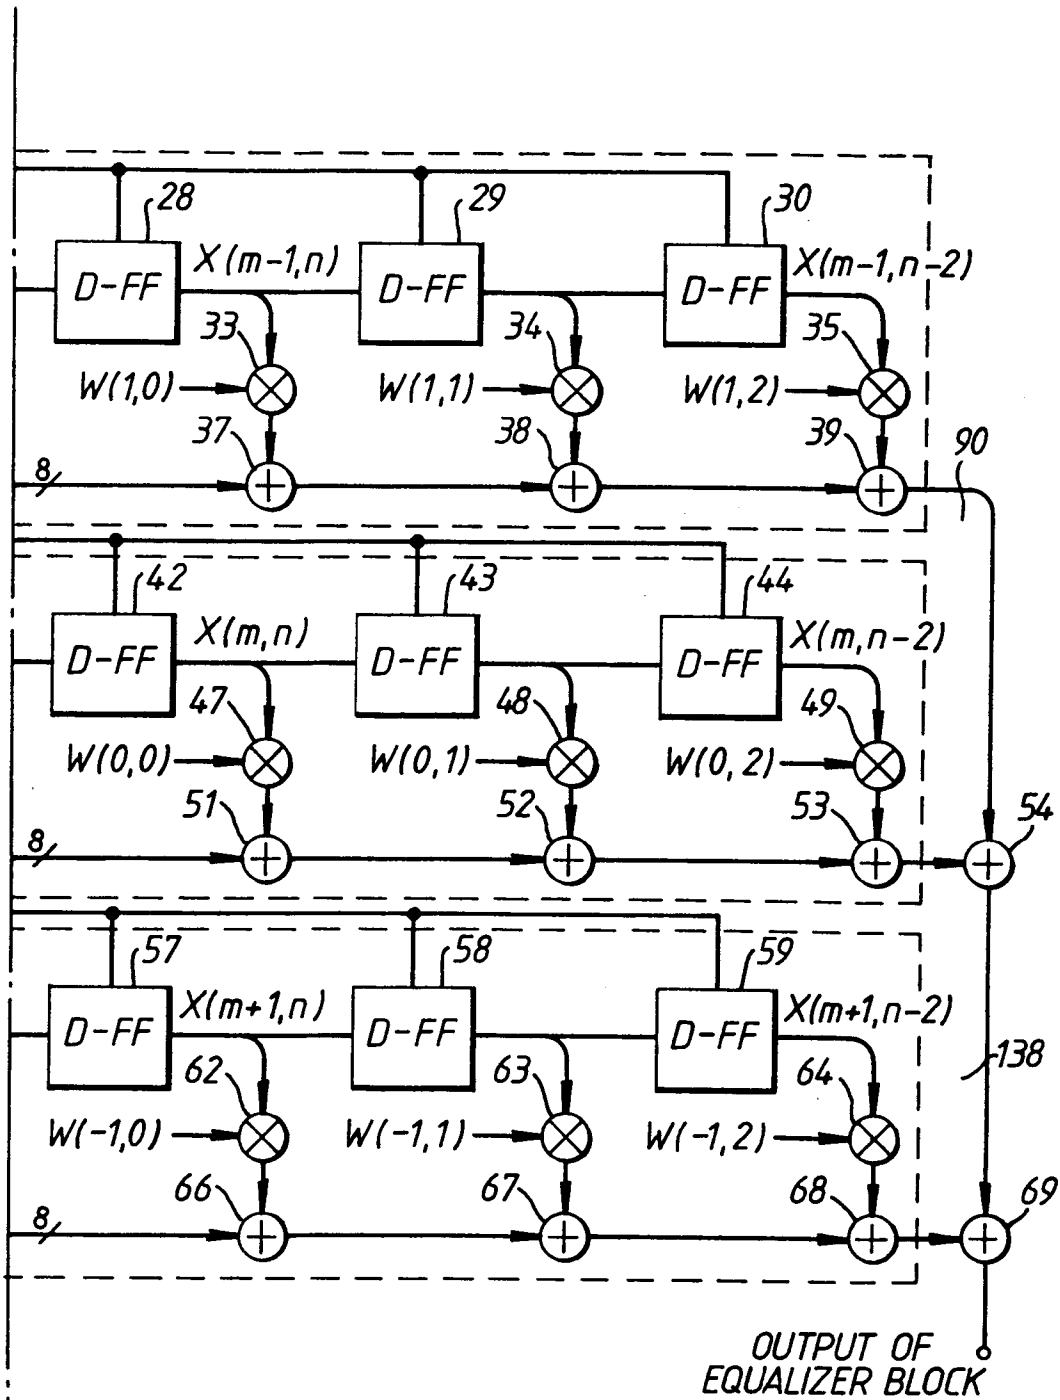 28 29 30
D-FF X(m-1,n) D-FF D-FF X(m-1,n-2)
33 34 35
W(1,0) W(1,1) W(1,2)
37 38 39 90
8
42 43 44
D-FF X(m,n) D-FF D-FF X(m,n-2)
47 48 49
W(0,0) W(0,1) W(0,2)
51 52 53 54
8
57 58 59
D-FF X(m+1,n) D-FF D-FF X(m+1,n-2)
138
62 63 64
W(-1,0) W(-1,1) W(-1,2)
66 67 68 69
8
OUTPUT OF
EQUALIZER BLOCK